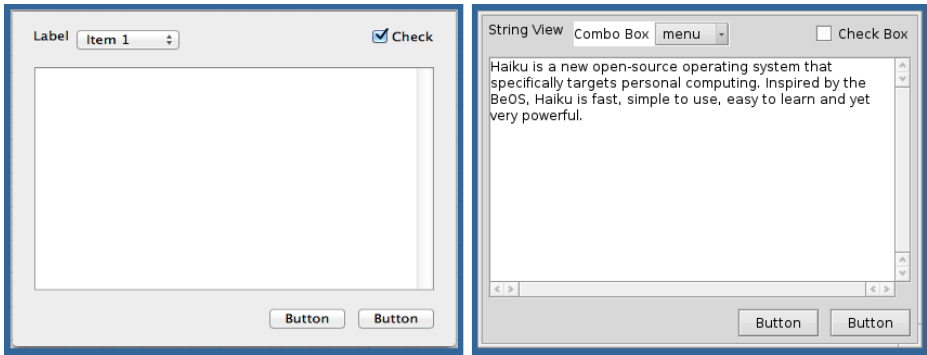 Label Item 1 Check
Button Button
String View Combo Box menu Check Box
Haiku is a new open-source operating system that
specifically targets personal computing. Inspired by the
BeOS, Haiku is fast, simple to use, easy to learn and yet
very powerful.
Button Button